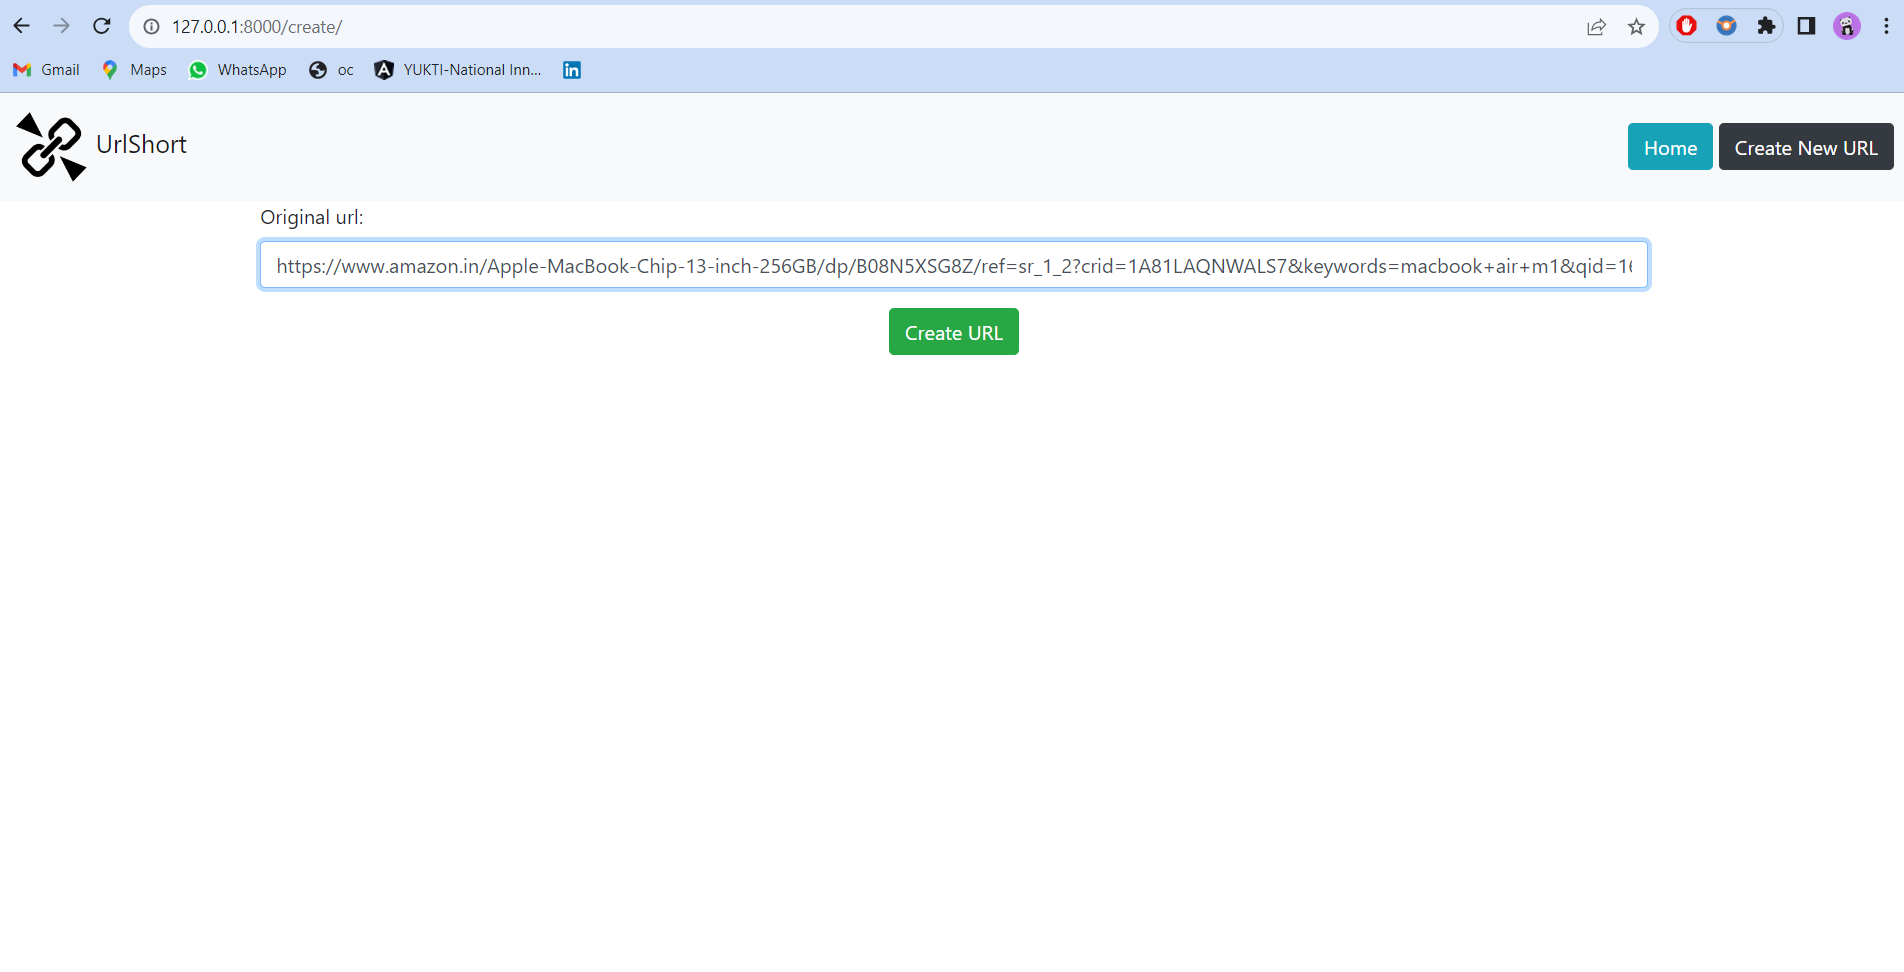 127.0.0.1:8000/create/
Gmail Maps WhatsApp oc YUKTI-National Inn... in
UrlShort
Home Create New URL
Original url:
https://www.amazon.in/Apple-MacBook-Chip-13-inch-256GB/dp/B08N5XSG8Z/ref=sr_1_2?crid=1A81LAQNWALS7&keywords=macbook+air+m1&qid=16
Create URL